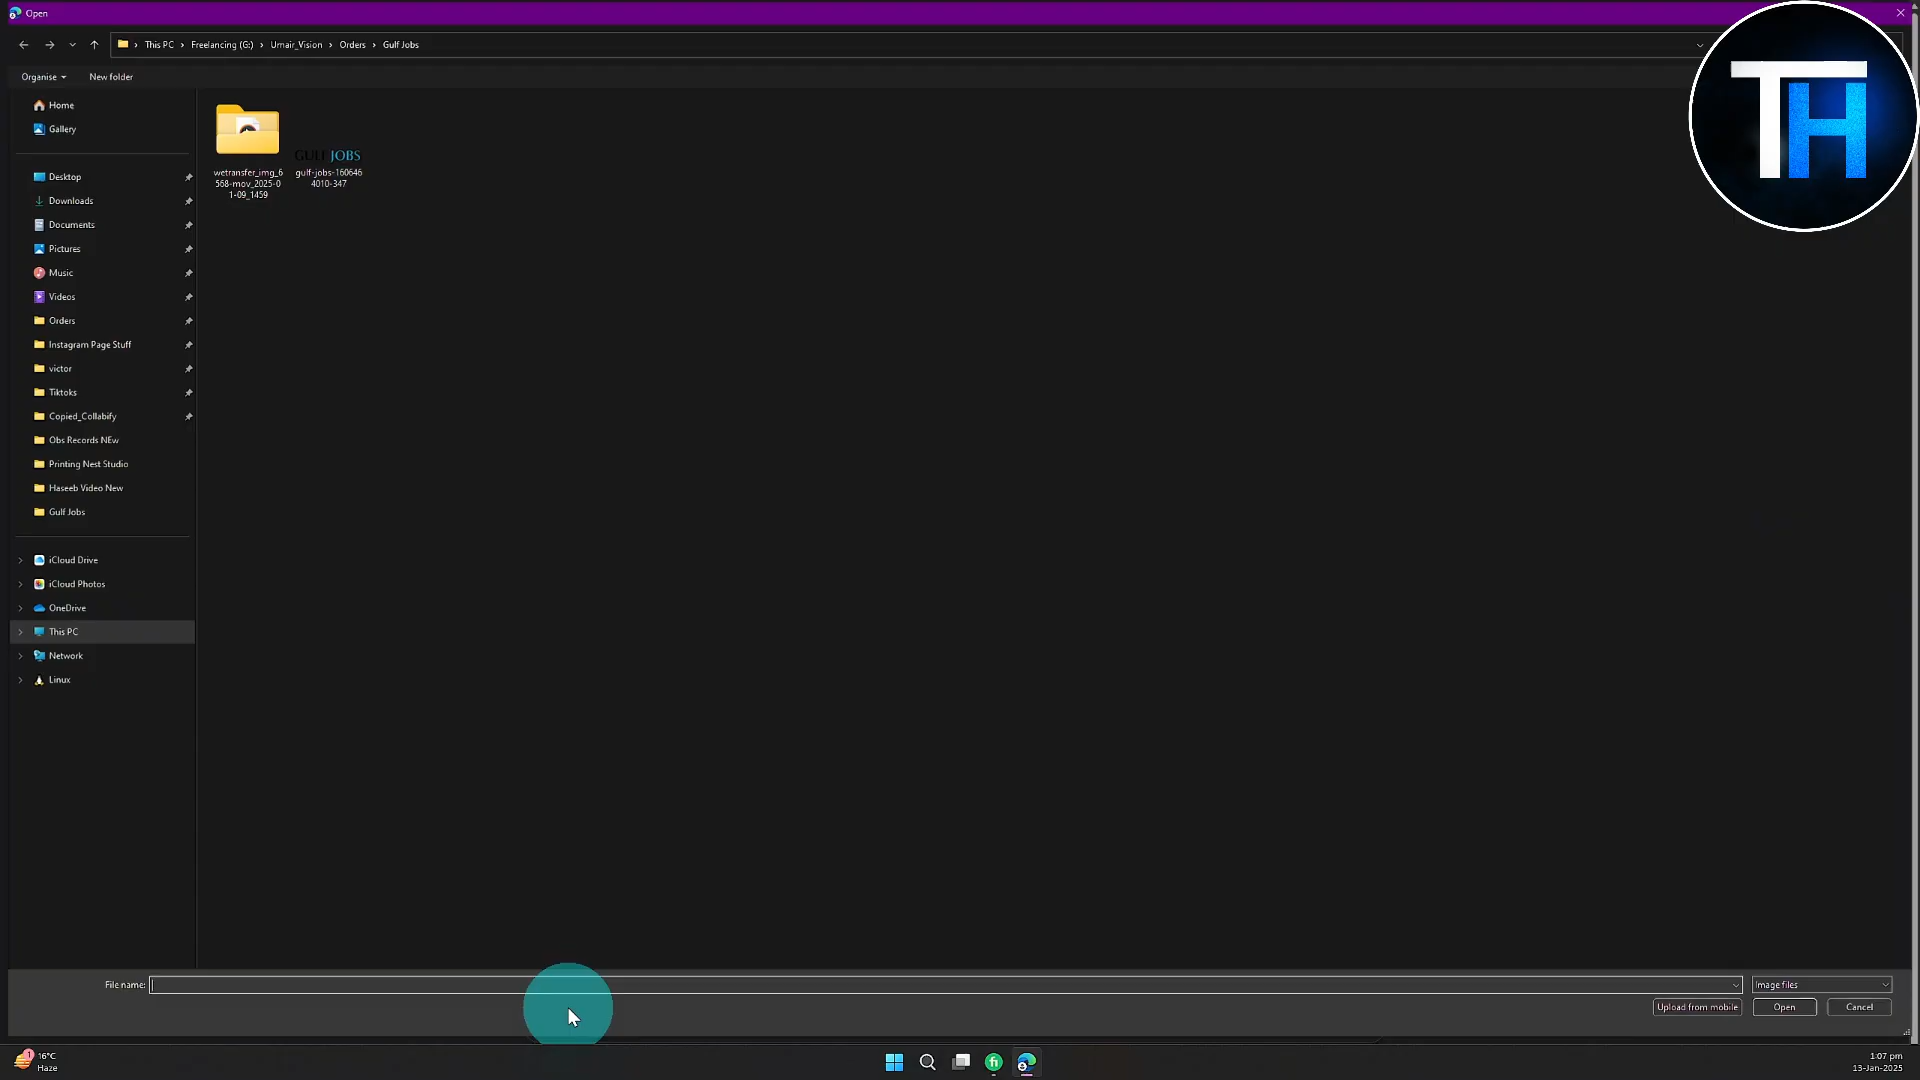 Open
This PC > Freelancing (G:) > Umair_Vision > Orders > Gulf Jobs
Organise
New folder
TH
Home
Gallery
Desktop
Downloads
Documents
Pictures
Music
Videos
Orders
Instagram Page Stuff
victor
Tiktoks
Copied_Collabify
Obs Records NEw
Printing Nest Studio
Haseeb Video New
Gulf Jobs
iCloud Drive
iCloud Photos
OneDrive
This PC
Network
Linux
wetransfer_img_6
568-mov_2025-0
1-09_1459
GULF JOBS
gulf-jobs-160646
4010-347
File name:
Image files
Upload from mobile
Open
Cancel
1
16°C
Haze
fi
1:07 pm
13-Jan-2025